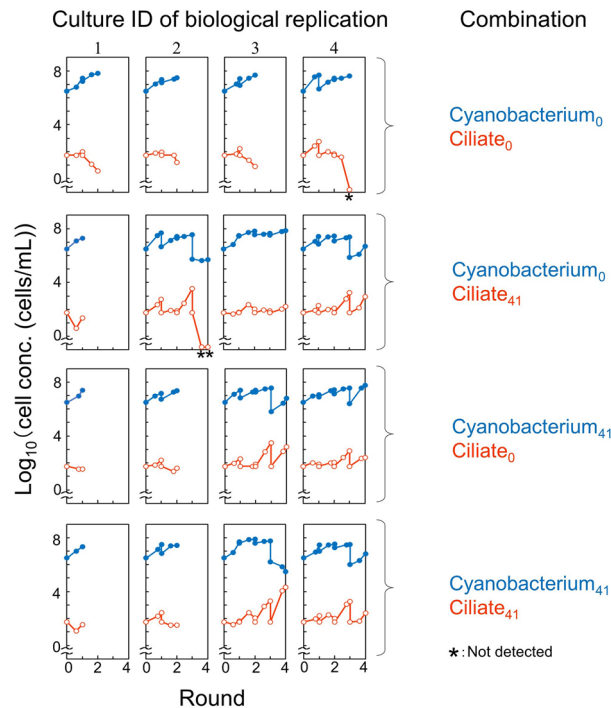 Culture ID of biological replication
Combination
1 2 3 4
8
4
0
*
Cyanobacterium₀
Ciliate₀
8
4
0
**
Cyanobacterium₀
Ciliate₄₁
8
4
0
Cyanobacterium₄₁
Ciliate₀
8
4
0
Cyanobacterium₄₁
Ciliate₄₁
*: Not detected
0 2 4 0 2 4 0 2 4 0 2 4
Log₁₀(cell conc. (cells/mL))
Round